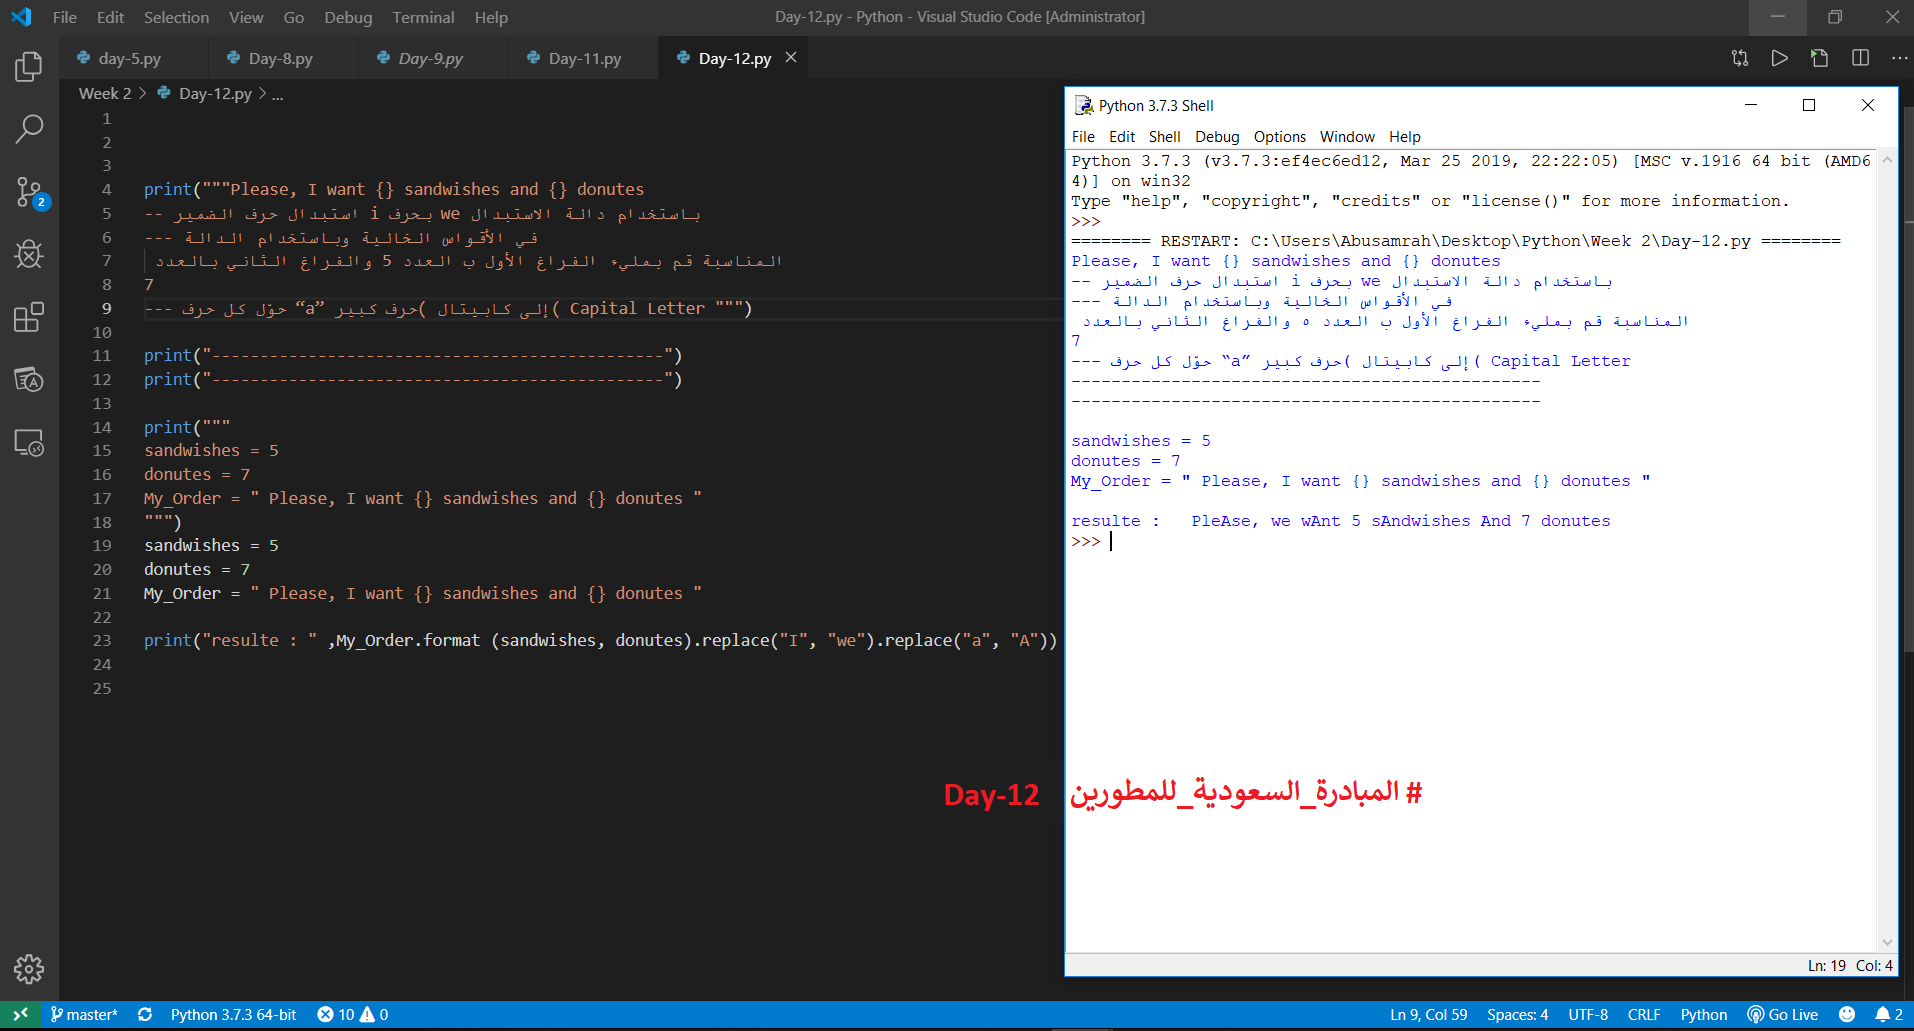 File Edit Selection View Go Debug Terminal Help
Day-12.py - Python - Visual Studio Code [Administrator]
day-5.py
Day-8.py
Day-9.py
Day-11.py
Day-12.py
Week 2 > Day-12.py > ...
1
2
3
4 print("""Please, I want {} sandwishes and {} donutes
5 -- استبدال حرف الضمير i بحرف we باستخدام دالة الاستبدال
6 --- في الأقواس الخالية وباستخدام الدالة
7 المناسبة قم بمليء الفراغ الأول ب العدد 5 والفراغ الثاني بالعدد
8 7
9 --- حوّل كل حرف “a” إلى كابيتال )حرف كبير( Capital Letter """)
10
11 print("-----------------------------------------------")
12 print("-----------------------------------------------")
13
14 print("""
15 sandwishes = 5
16 donutes = 7
17 My_Order = " Please, I want {} sandwishes and {} donutes "
18 """)
19 sandwishes = 5
20 donutes = 7
21 My_Order = " Please, I want {} sandwishes and {} donutes "
22
23 print("resulte : " ,My_Order.format (sandwishes, donutes).replace("I", "we").replace("a", "A"))
24
25
Python 3.7.3 Shell
File Edit Shell Debug Options Window Help
Python 3.7.3 (v3.7.3:ef4ec6ed12, Mar 25 2019, 22:22:05) [MSC v.1916 64 bit (AMD6
4)] on win32
Type "help", "copyright", "credits" or "license()" for more information.
>>>
======== RESTART: C:\Users\Abusamrah\Desktop\Python\Week 2\Day-12.py ========
Please, I want {} sandwishes and {} donutes
-- استبدال حرف الضمير i بحرف we باستخدام دالة الاستبدال
--- في الأقواس الخالية وباستخدام الدالة
المناسبة قم بمليء الفراغ الأول ب العدد ٥ والفراغ الثاني بالعدد
7
--- حوّل كل حرف “a” إلى كابيتال )حرف كبير( Capital Letter
-----------------------------------------------
-----------------------------------------------
sandwishes = 5
donutes = 7
My_Order = " Please, I want {} sandwishes and {} donutes "
resulte :   PleAse, we wAnt 5 sAndwishes And 7 donutes
>>>
Day-12 # المبادرة_السعودية_للمطورين
Ln: 19 Col: 4
2
master* Python 3.7.3 64-bit 10 0 Ln 9, Col 59 Spaces: 4 UTF-8 CRLF Python Go Live 2